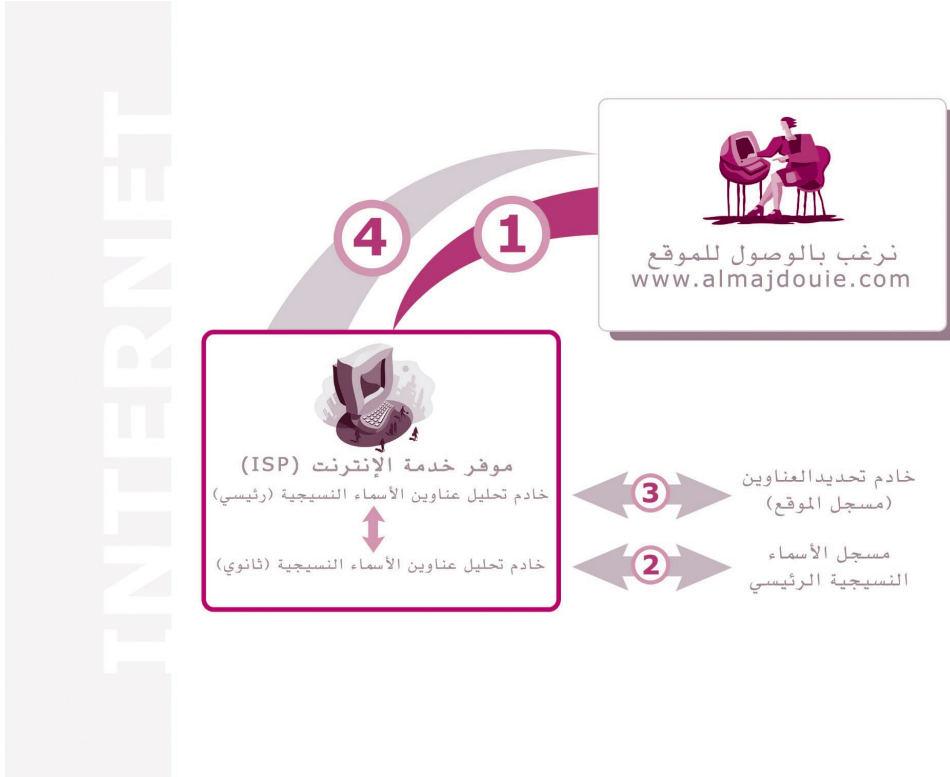 INTERNET
4
1
نرغب بالوصول للموقع
www.almajdouie.com
موفر خدمة الإنترنت (ISP)
خادم تحليل عناوين الأسماء النسيجية (رئيسي)
خادم تحليل عناوين الأسماء النسيجية (ثانوي)
3
خادم تحديدالعناوين
(مسجل الموقع)
2
مسجل الأسماء
النسيجية الرئيسي